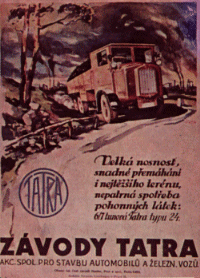 Velká nosnost,
snadné přemáhání
i nejtěžšího terénu,
nepatrná spotřeba
pohonných látek:
6/7 tunová Tatra typu 24.
TATRA
ZÁVODY TATRA
AKC. SPOL. PRO STAVBU AUTOMOBILŮ A ŽELEZN. VOZŮ.